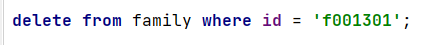 delete from family where id = 'f001301';